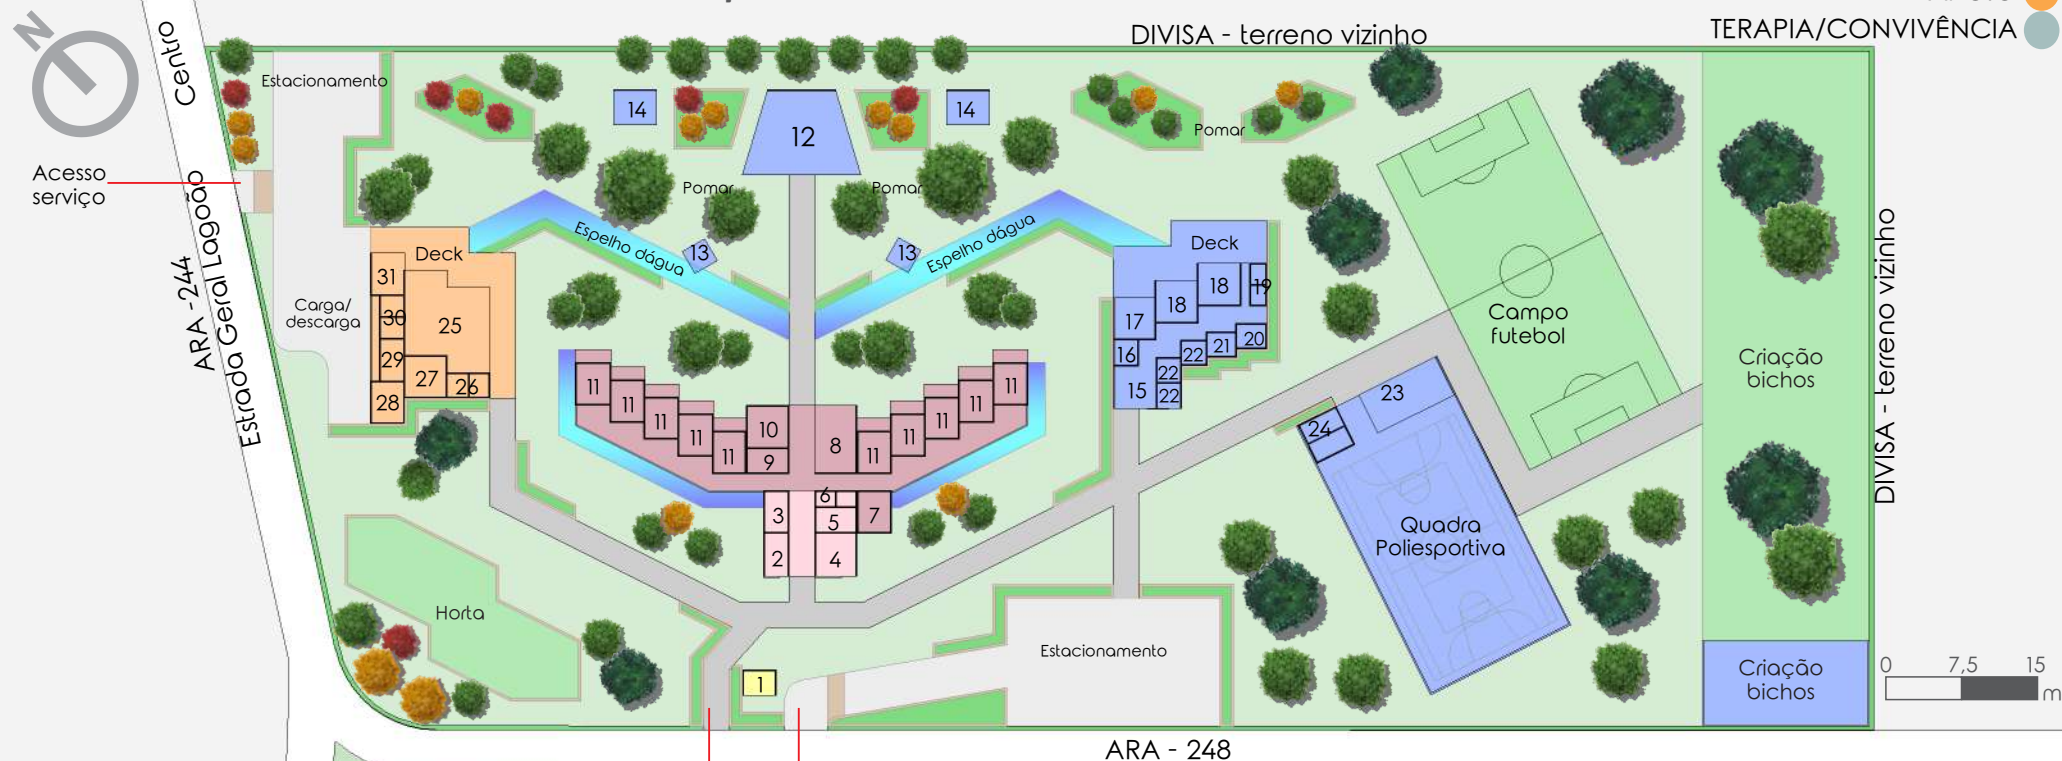 N
Centro
DIVISA - terreno vizinho
TERAPIA/CONVIVÊNCIA
Estacionamento
14
12
14
Pomar
Acesso
serviço
Pomar
Pomar
ARA -244
Estrada Geral Lagoão
Deck
Espelho dágua
13
13
Espelho dágua
Deck
DIVISA - terreno vizinho
31
18
19
Carga/
descarga
30
25
17
18
Campo
futebol
29
16
22
21
20
27
26
28
11
11
11
11
11
10
9
8
11
11
11
11
11
15
22
22
23
Criação
bichos
24
3
6
5
7
2
4
Quadra
Poliesportiva
Horta
Estacionamento
1
Criação
bichos
0 7,5 15
m
ARA - 248